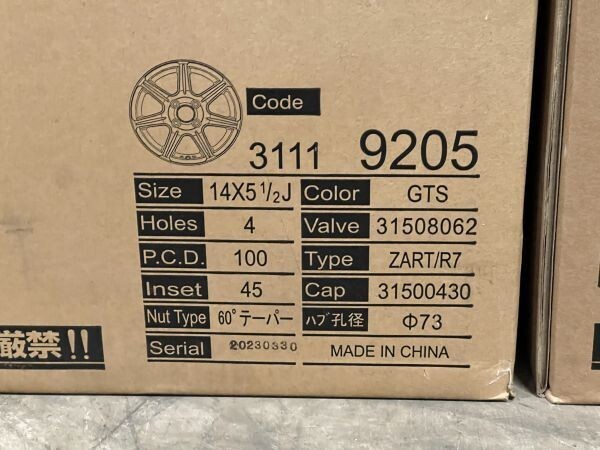 Code
3111 9205
Size 14X5 1/2J Color GTS
Holes 4 Valve 31508062
P.C.D. 100 Type ZART/R7
Inset 45 Cap 31500430
Nut Type 60°テーパー ハブ孔径 Φ73
Serial 20230330 MADE IN CHINA
厳禁!!